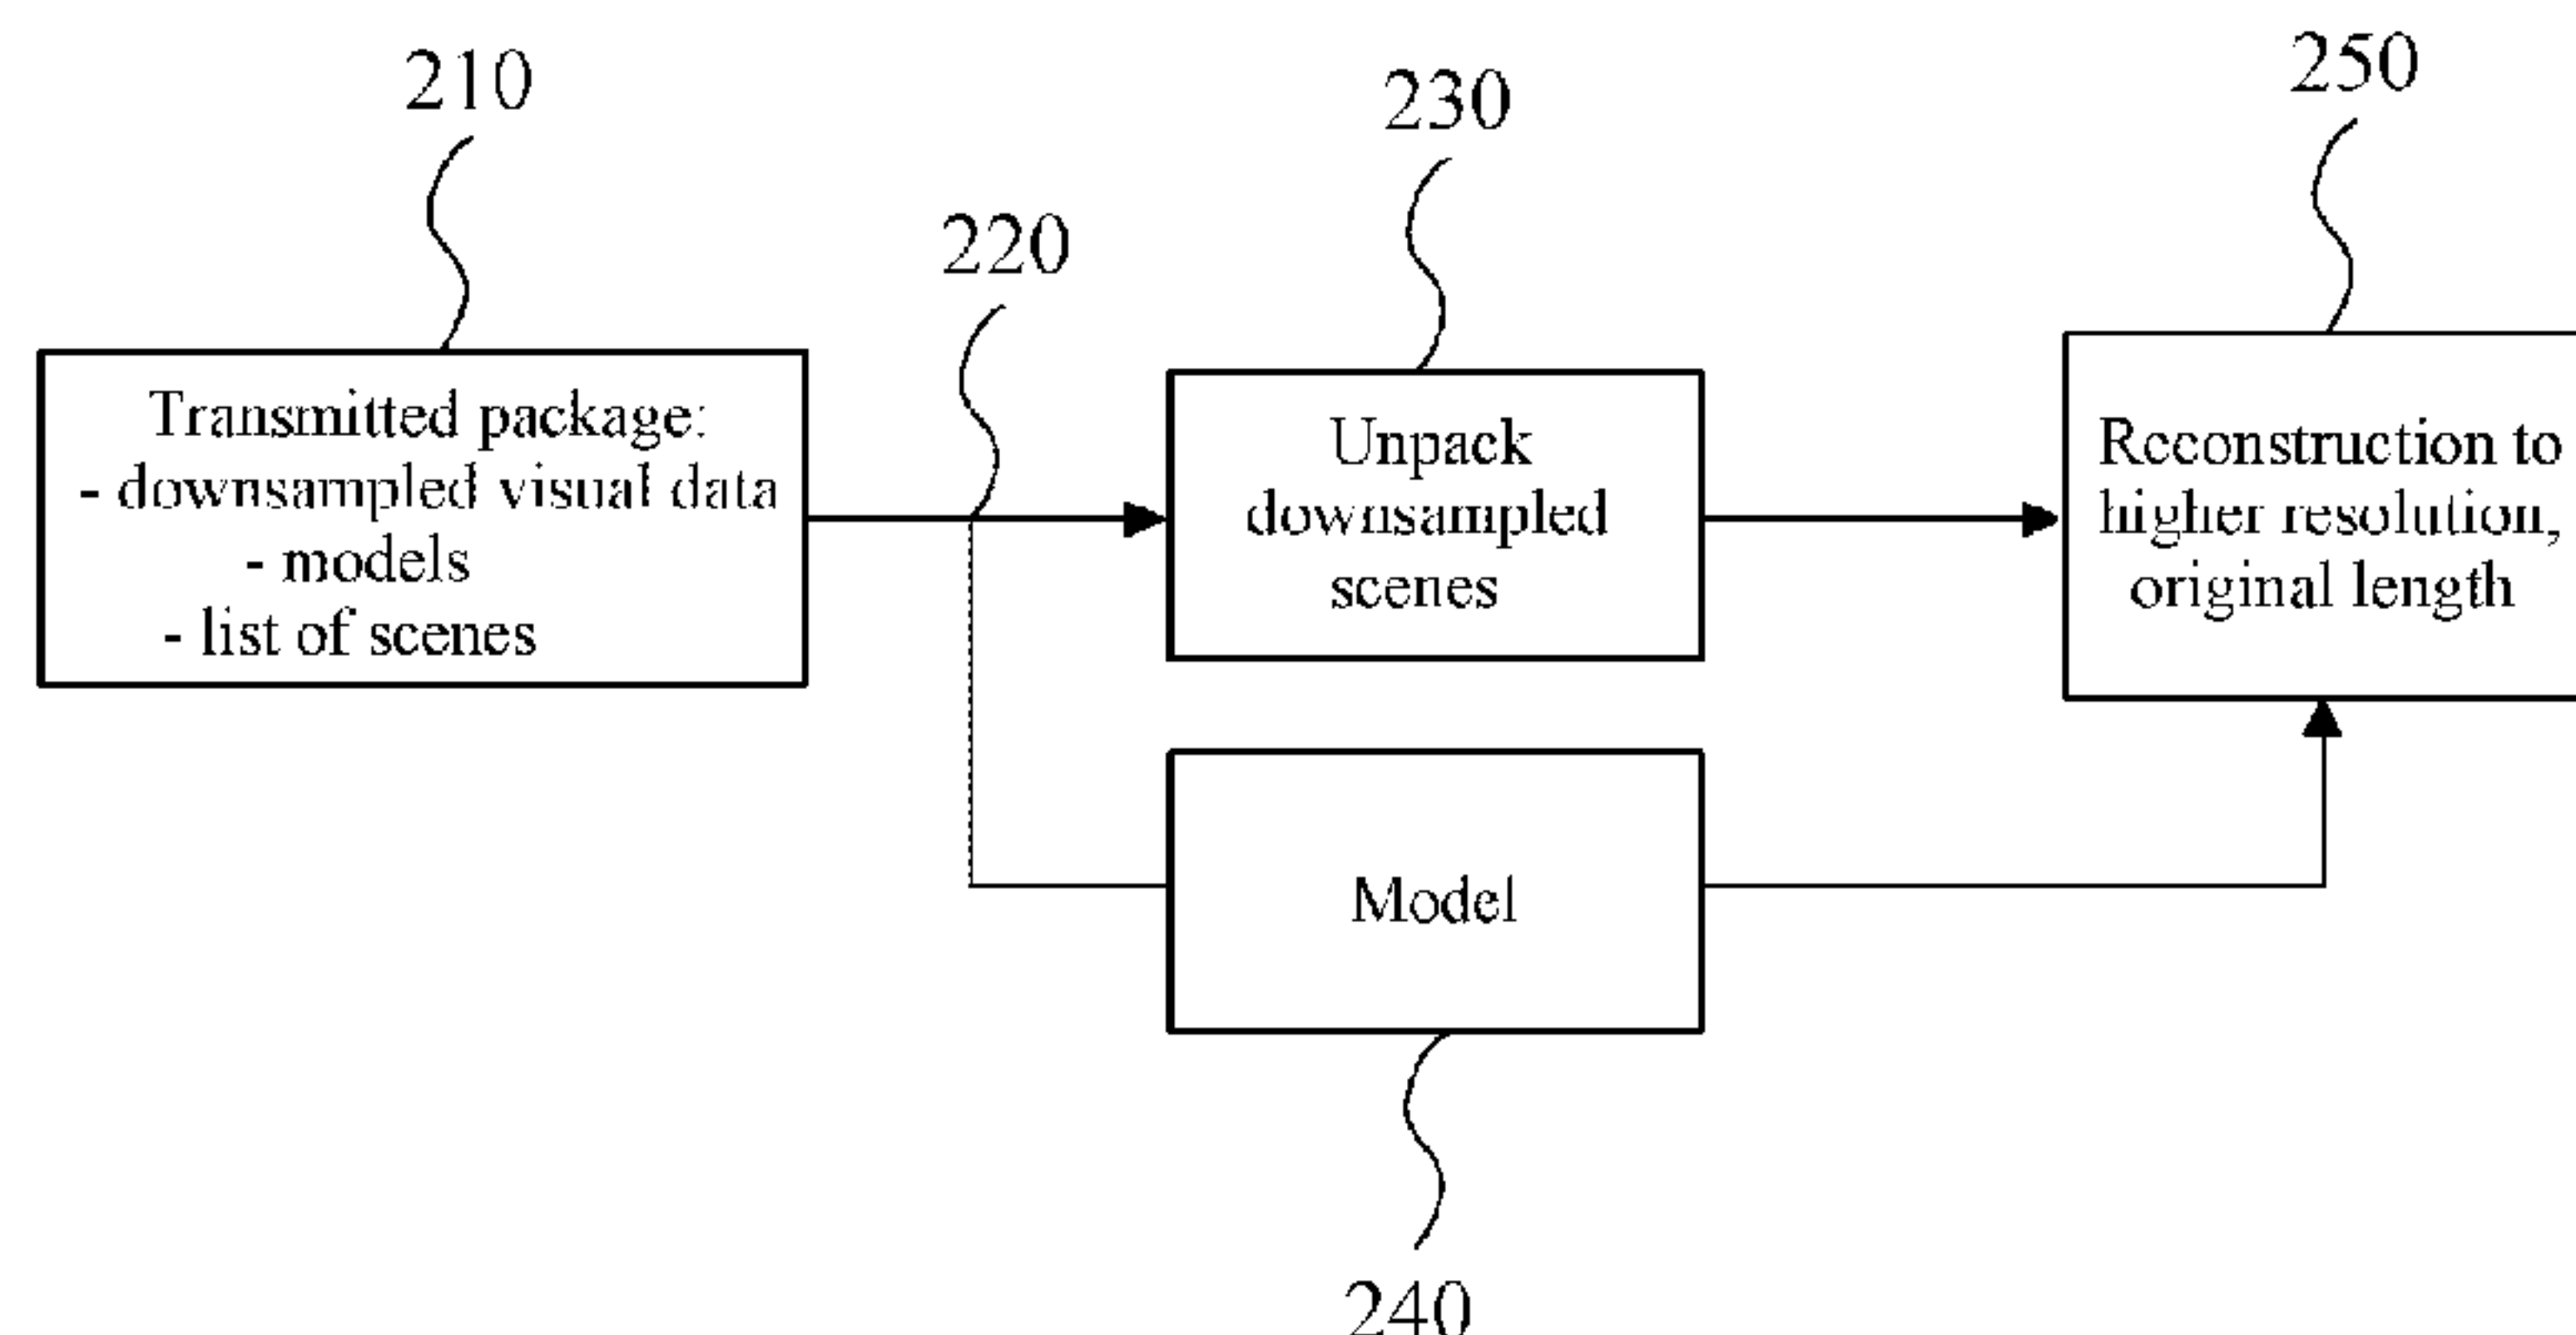 210
220
230
250
Transmitted package:
- downsampled visual data
- models
- list of scenes
Unpack
downsampled
scenes
Reconstruction to
higher resolution,
original length
Model
240